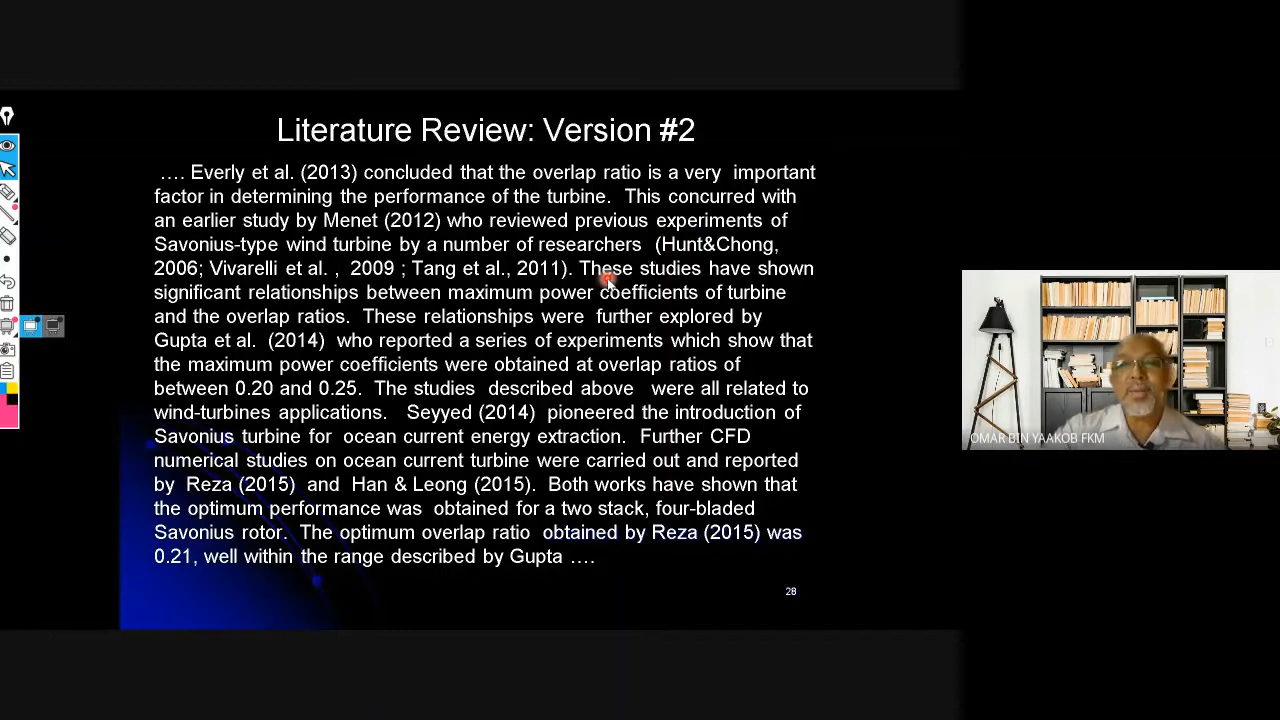 Literature Review: Version #2
…. Everly et al. (2013) concluded that the overlap ratio is a very important
factor in determining the performance of the turbine. This concurred with
an earlier study by Menet (2012) who reviewed previous experiments of
Savonius-type wind turbine by a number of researchers (Hunt&Chong,
2006; Vivarelli et al. , 2009 ; Tang et al., 2011). These studies have shown
significant relationships between maximum power coefficients of turbine
and the overlap ratios. These relationships were further explored by
Gupta et al. (2014) who reported a series of experiments which show that
the maximum power coefficients were obtained at overlap ratios of
between 0.20 and 0.25. The studies described above were all related to
wind-turbines applications. Seyyed (2014) pioneered the introduction of
Savonius turbine for ocean current energy extraction. Further CFD
numerical studies on ocean current turbine were carried out and reported
by Reza (2015) and Han & Leong (2015). Both works have shown that
the optimum performance was obtained for a two stack, four-bladed
Savonius rotor. The optimum overlap ratio obtained by Reza (2015) was
0.21, well within the range described by Gupta ….
28
OMAR BIN YAAKOB FKM